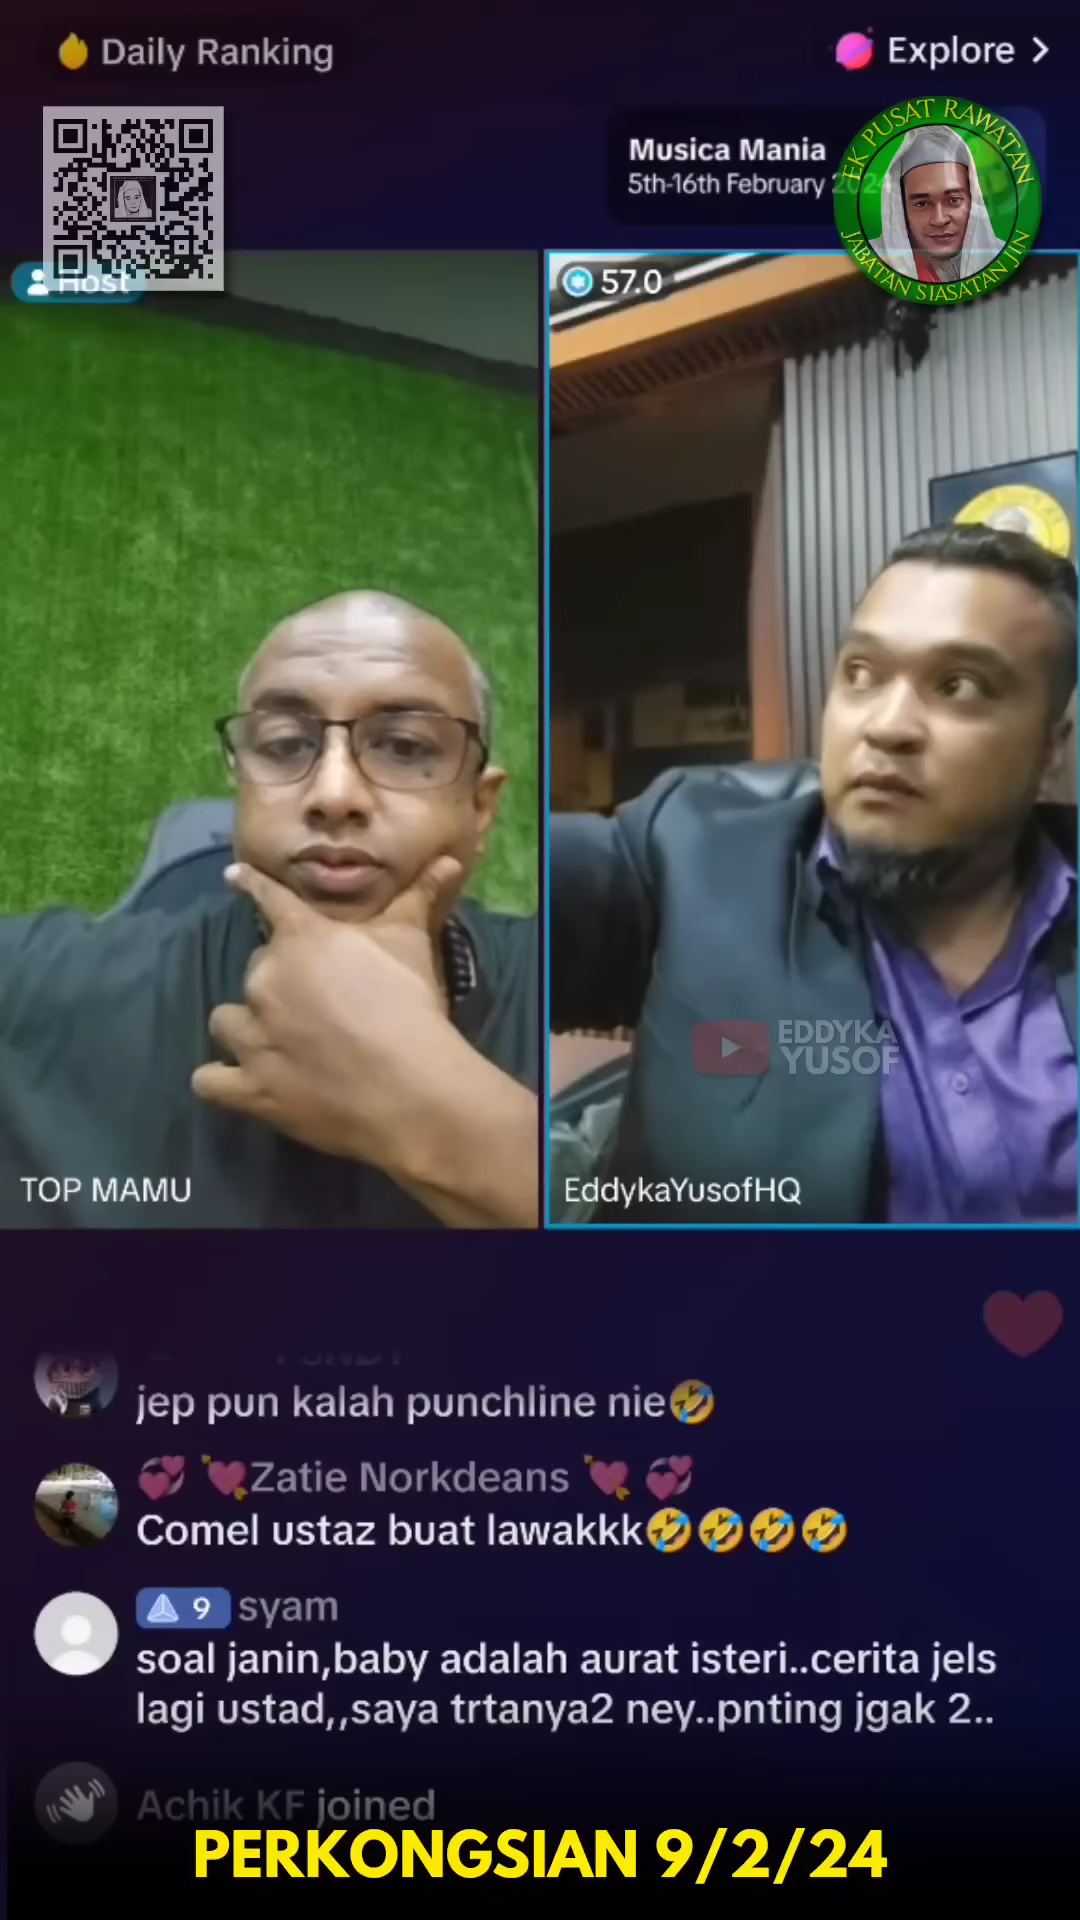 Daily Ranking
Explore >
EK PUSAT RAWATAN
JABATAN SIASATAN JIN
Musica Mania
5th-16th February 2024
Host
57.0
EDDYKA
YUSOF
TOP MAMU
EddykaYusofHQ
jep pun kalah punchline nie🤣
💞 💘Zatie Norkdeans 💘 💞
Comel ustaz buat lawakkk🤣🤣🤣🤣
9 syam
soal janin,baby adalah aurat isteri..cerita jels
lagi ustad,,saya trtanya2 ney..pnting jgak 2..
Achik KF joined
PERKONGSIAN 9/2/24